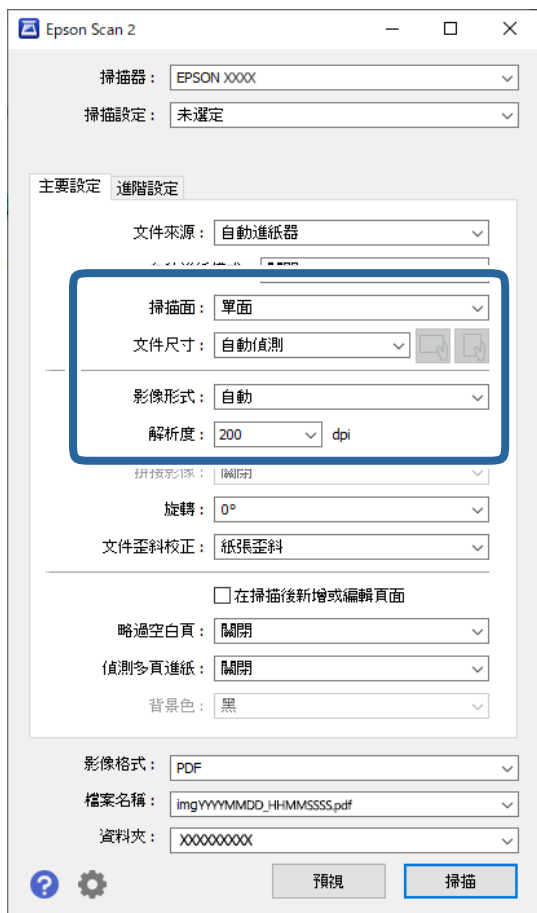 Epson Scan 2
掃描器： EPSON XXXX
掃描設定： 未選定
主要設定 進階設定
文件來源： 自動進紙器
掃描面： 單面
文件尺寸： 自動偵測
影像形式： 自動
解析度： 200 dpi
拼接影像： 關閉
旋轉： 0°
文件歪斜校正： 紙張歪斜
在掃描後新增或編輯頁面
略過空白頁： 關閉
偵測多頁進紙： 關閉
背景色： 黑
影像格式： PDF
檔案名稱： imgYYYYMMDD_HHMMSSSS.pdf
資料夾： XXXXXXXXX
? 預視 掃描